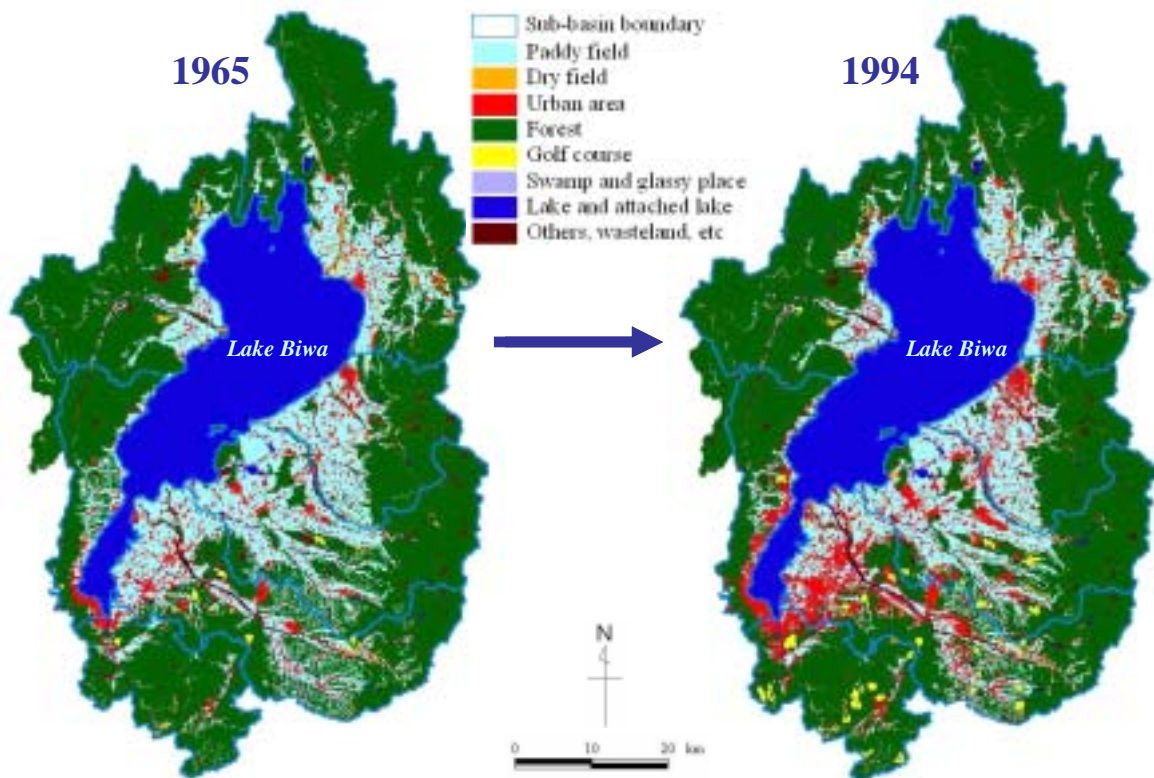 1965
1994
Sub-basin boundary
Paddy field
Dry field
Urban area
Forest
Golf course
Swamp and glassy place
Lake and attached lake
Others, wasteland, etc
Lake Biwa
Lake Biwa
N
0 10 20 km